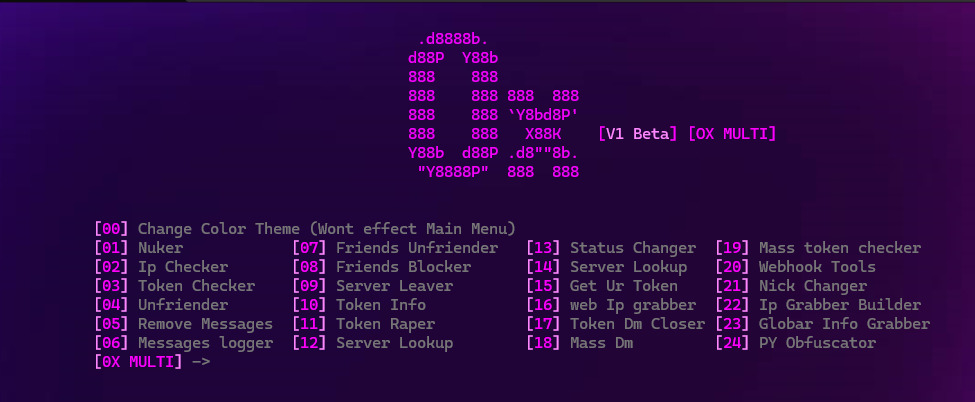 .d8888b.
d88P  Y88b
888    888
888    888 888  888
888    888 `Y8bd8P'
888    888   X88K    [V1 Beta] [OX MULTI]
Y88b  d88P .d8""8b.
 "Y8888P"  888  888
[00] Change Color Theme (Wont effect Main Menu)
[01] Nuker [07] Friends Unfriender [13] Status Changer [19] Mass token checker
[02] Ip Checker [08] Friends Blocker [14] Server Lookup [20] Webhook Tools
[03] Token Checker [09] Server Leaver [15] Get Ur Token [21] Nick Changer
[04] Unfriender [10] Token Info [16] web Ip grabber [22] Ip Grabber Builder
[05] Remove Messages [11] Token Raper [17] Token Dm Closer [23] Globar Info Grabber
[06] Messages logger [12] Server Lookup [18] Mass Dm [24] PY Obfuscator
[0X MULTI] —>